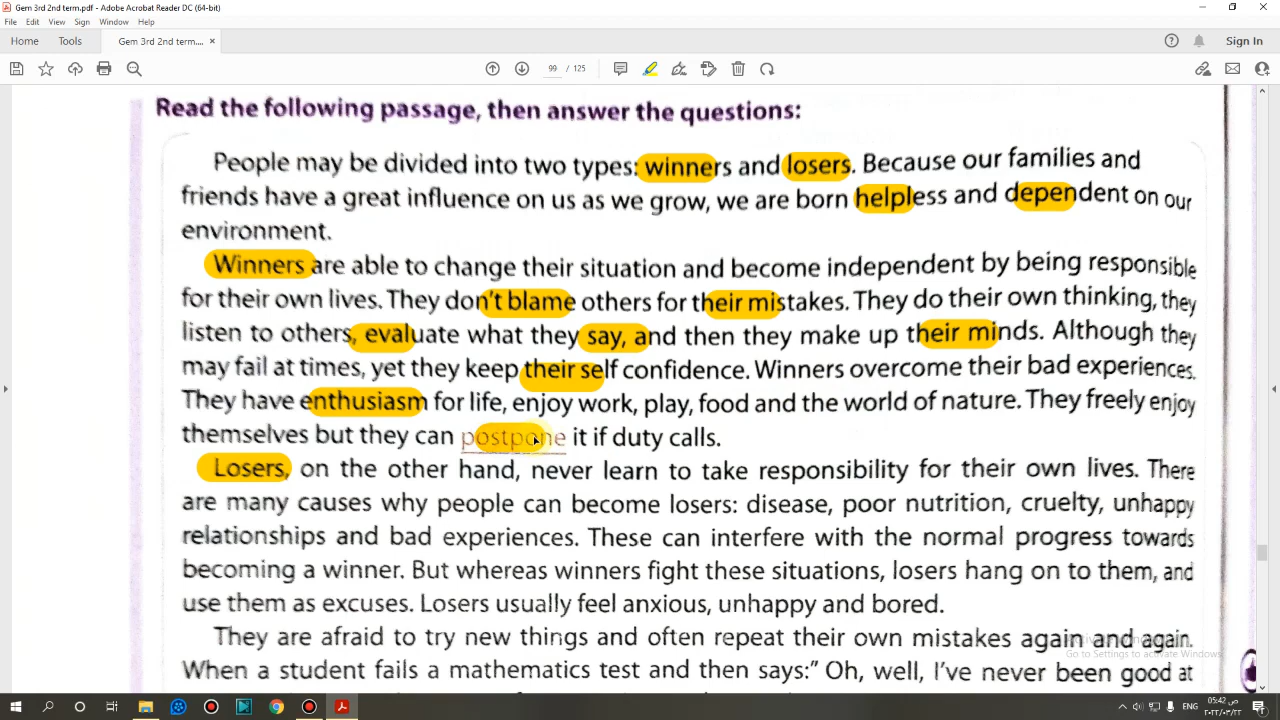 Gem 3rd 2nd term.pdf - Adobe Acrobat Reader DC (64-bit)
File Edit View Sign Window Help
Home Tools Gem 3rd 2nd term.... × Sign In
99 / 125
Read the following passage, then answer the questions:
People may be divided into two types: winners and losers. Because our families and
friends have a great influence on us as we grow, we are born helpless and dependent on our
environment.
Winners are able to change their situation and become independent by being responsible
for their own lives. They don't blame others for their mistakes. They do their own thinking, they
listen to others, evaluate what they say, and then they make up their minds. Although they
may fail at times, yet they keep their self confidence. Winners overcome their bad experiences.
They have enthusiasm for life, enjoy work, play, food and the world of nature. They freely enjoy
themselves but they can postpone it if duty calls.
Losers, on the other hand, never learn to take responsibility for their own lives. There
are many causes why people can become losers: disease, poor nutrition, cruelty, unhappy
relationships and bad experiences. These can interfere with the normal progress towards
becoming a winner. But whereas winners fight these situations, losers hang on to them, and
use them as excuses. Losers usually feel anxious, unhappy and bored.
They are afraid to try new things and often repeat their own mistakes again and again.
Go to Settings to activate Windows.
When a student fails a mathematics test and then says:" Oh, well, I've never been good at
ENG 05:42 ص
٢٠٢٢/٠٣/٢٢